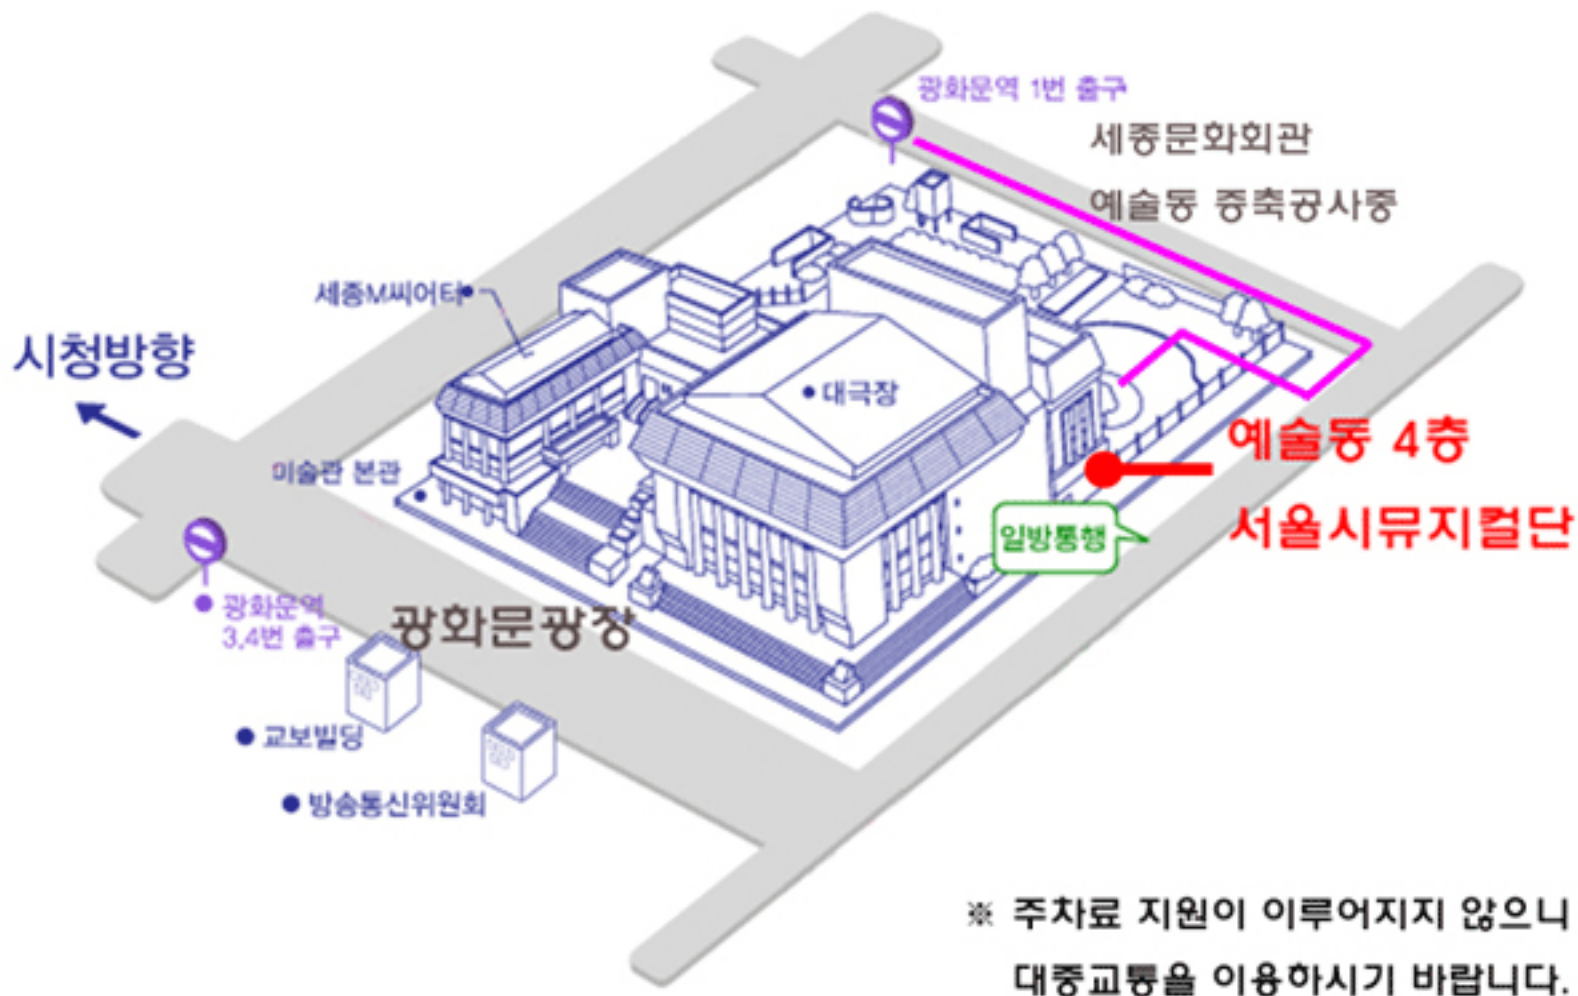 광화문역 1번 출구
세종문화회관
예술동 증축공사중
세종M씨어터
시청방향
대극장
미술관 본관
예술동 4층
서울시뮤지컬단
일방통행
광화문역
3,4번 출구
광화문광장
교보빌딩
방송통신위원회
※ 주차료 지원이 이루어지지 않으니
대중교통을 이용하시기 바랍니다.